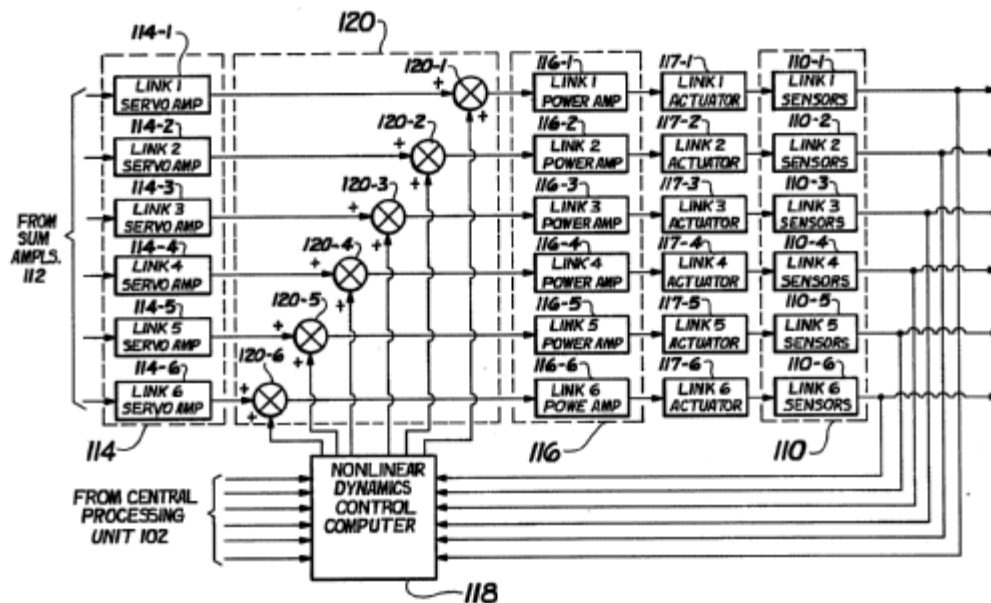 114-1
120
120-1
116-1
117-1
110-1
LINK 1
SERVO AMP
+
+
LINK 1
POWER AMP
LINK 1
ACTUATOR
LINK 1
SENSORS
114-2
120-2
116-2
117-2
110-2
LINK 2
SERVO AMP
+
+
LINK 2
POWER AMP
LINK 2
ACTUATOR
LINK 2
SENSORS
114-3
120-3
116-3
117-3
110-3
LINK 3
SERVO AMP
+
+
LINK 3
POWER AMP
LINK 3
ACTUATOR
LINK 3
SENSORS
FROM
SUM
AMPLS.
112
114-4
120-4
116-4
117-4
110-4
LINK 4
SERVO AMP
+
+
LINK 4
POWER AMP
LINK 4
ACTUATOR
LINK 4
SENSORS
114-5
120-5
116-5
117-5
110-5
LINK 5
SERVO AMP
+
+
LINK 5
POWER AMP
LINK 5
ACTUATOR
LINK 5
SENSORS
114-6
120-6
116-6
117-6
110-6
LINK 6
SERVO AMP
+
+
LINK 6
POWE AMP
LINK 6
ACTUATOR
LINK 6
SENSORS
114
116
110
FROM CENTRAL
PROCESSING
UNIT 102
NONLINEAR
DYNAMICS
CONTROL
COMPUTER
118